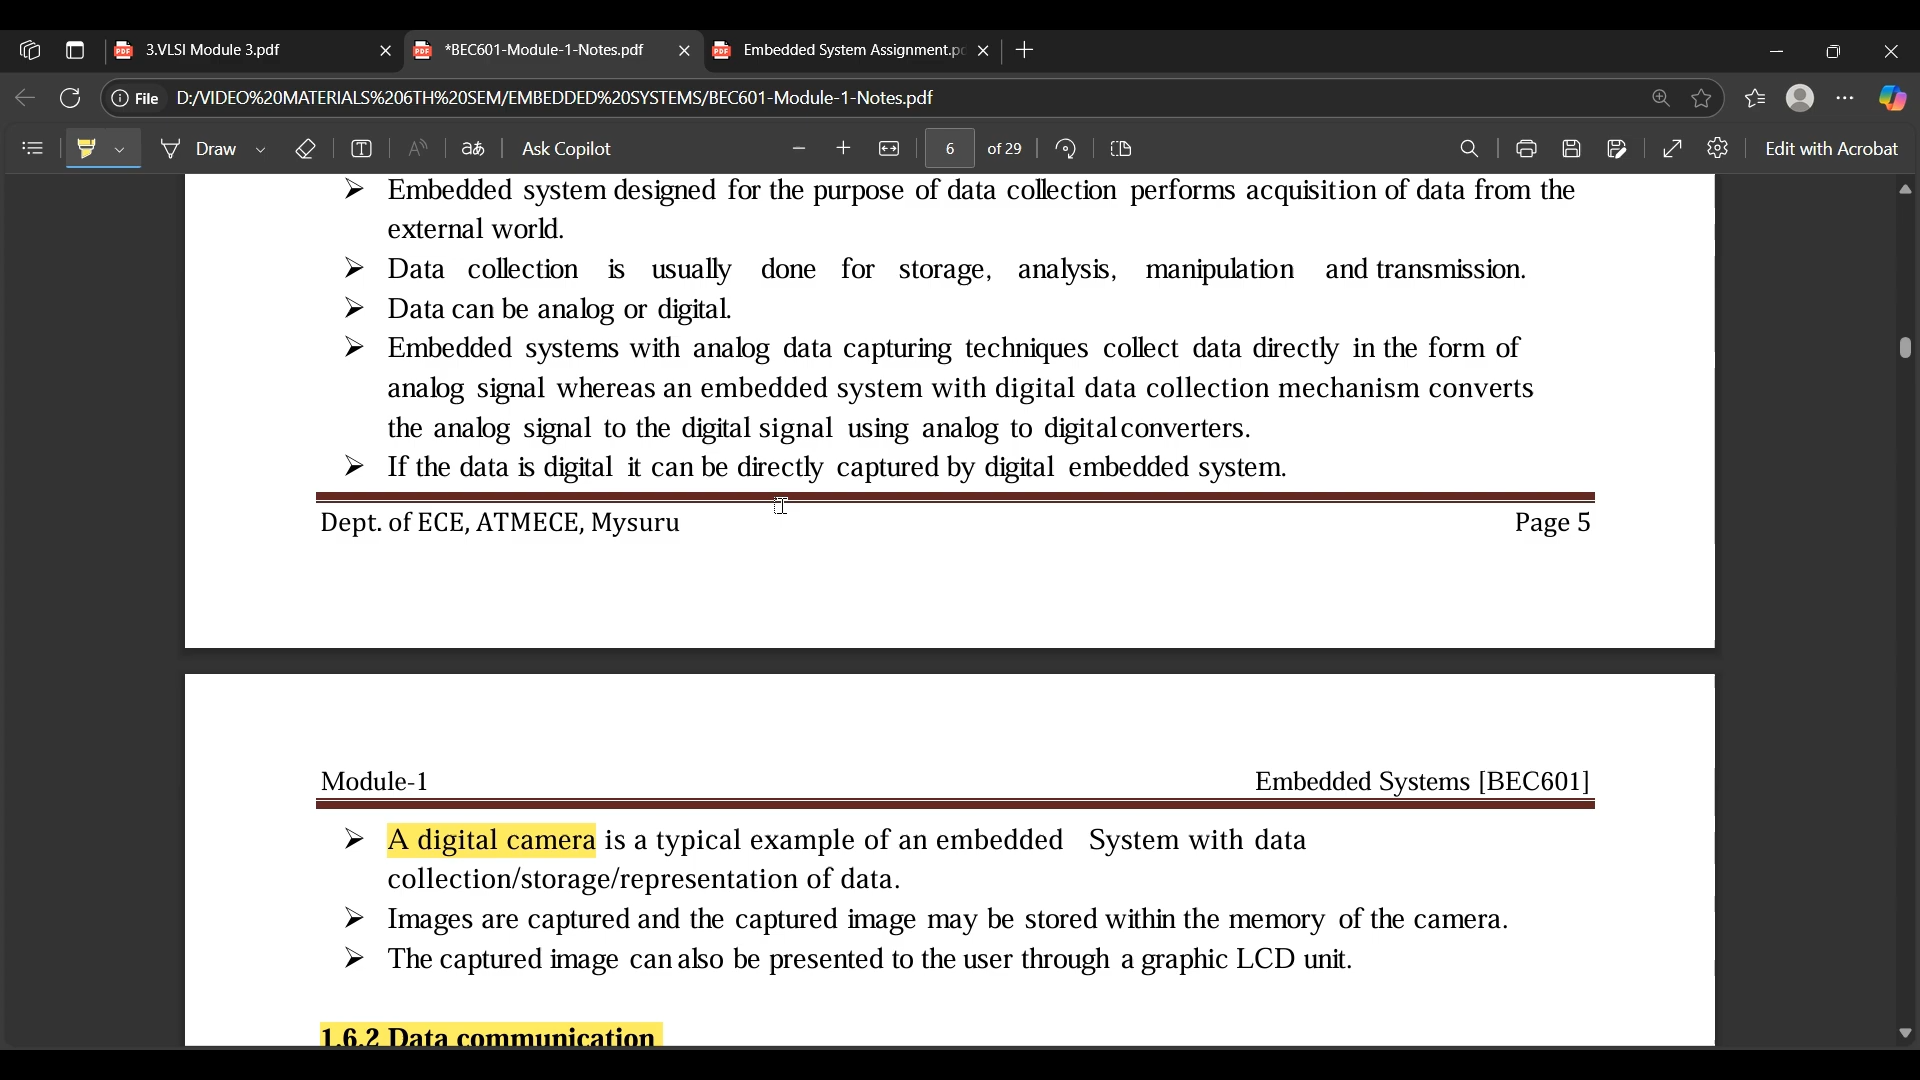 3.VLSI Module 3.pdf
*BEC601-Module-1-Notes.pdf
Embedded System Assignment.pd
File
D:/VIDEO%20MATERIALS%206TH%20SEM/EMBEDDED%20SYSTEMS/BEC601-Module-1-Notes.pdf
Draw
Ask Copilot
6
of 29
Edit with Acrobat
➢ Embedded system designed for the purpose of data collection performs acquisition of data from the
external world.
➢ Data collection is usually done for storage, analysis, manipulation and transmission.
➢ Data can be analog or digital.
➢ Embedded systems with analog data capturing techniques collect data directly in the form of
analog signal whereas an embedded system with digital data collection mechanism converts
the analog signal to the digital signal using analog to digitalconverters.
➢ If the data is digital it can be directly captured by digital embedded system.
Dept. of ECE, ATMECE, Mysuru
Page 5
Module-1
Embedded Systems [BEC601]
➢ A digital camera is a typical example of an embedded System with data
collection/storage/representation of data.
➢ Images are captured and the captured image may be stored within the memory of the camera.
➢ The captured image can also be presented to the user through a graphic LCD unit.
1.6.2 Data communication